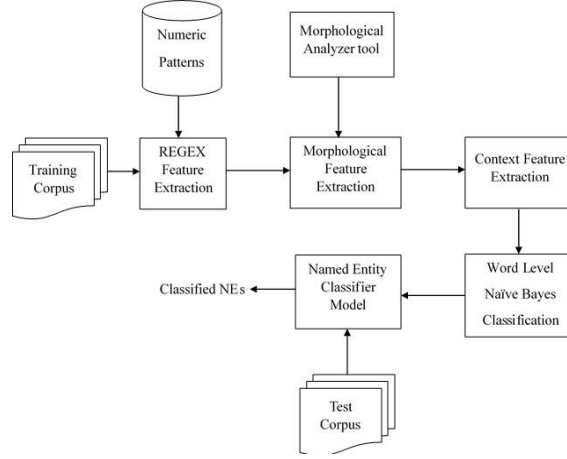 Numeric
Patterns
Morphological
Analyzer tool
Training
Corpus
REGEX
Feature
Extraction
Morphological
Feature
Extraction
Context Feature
Extraction
Classified NEs
Named Entity
Classifier
Model
Word Level
Naïve Bayes
Classification
Test
Corpus